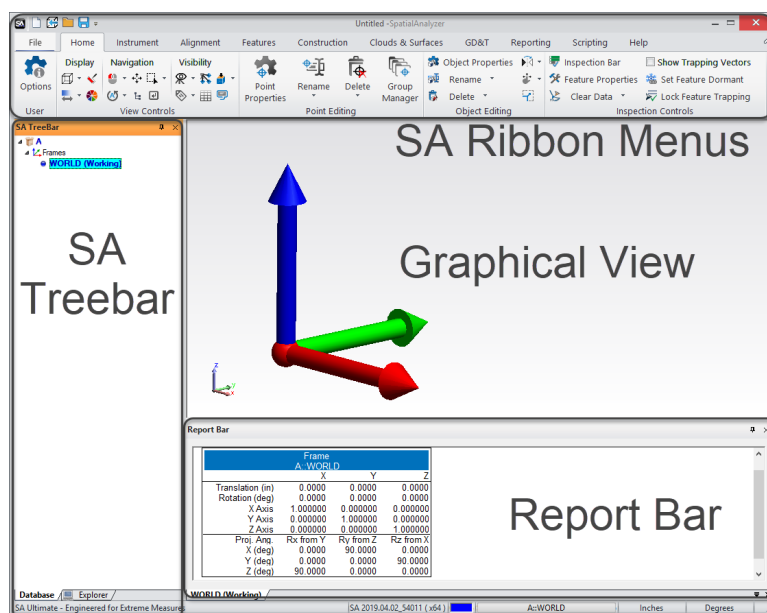 SA
Untitled - SpatialAnalyzer
File Home Instrument Alignment Features Construction Clouds & Surfaces GD&T Reporting Scripting Help
Display Navigation Visibility
Options
Point Properties
Rename
Delete
Group Manager
Object Properties
Rename
Delete
Inspection Bar
Feature Properties
Clear Data
Show Trapping Vectors
Set Feature Dormant
Lock Feature Trapping
User View Controls Point Editing Object Editing Inspection Controls
SA TreeBar
A
Frames
WORLD (Working)
SA Ribbon Menus
SA
Treebar
Graphical View
Z
Y
X
Report Bar
Frame
A::WORLD
X Y Z
Translation (in) 0.0000 0.0000 0.0000
Rotation (deg) 0.0000 0.0000 0.0000
X Axis 1.000000 0.000000 0.000000
Y Axis 0.000000 1.000000 0.000000
Z Axis 0.000000 0.000000 1.000000
Proj. Ang. Rx from Y Ry from Z Rz from X
X (deg) 0.0000 90.0000 0.0000
Y (deg) 0.0000 0.0000 90.0000
Z (deg) 90.0000 0.0000 0.0000
Report Bar
Database Explorer
WORLD (Working)
SA Ultimate - Engineered for Extreme Measures
SA 2019.04.02_54011 ( x64 ) A::WORLD Inches Degrees